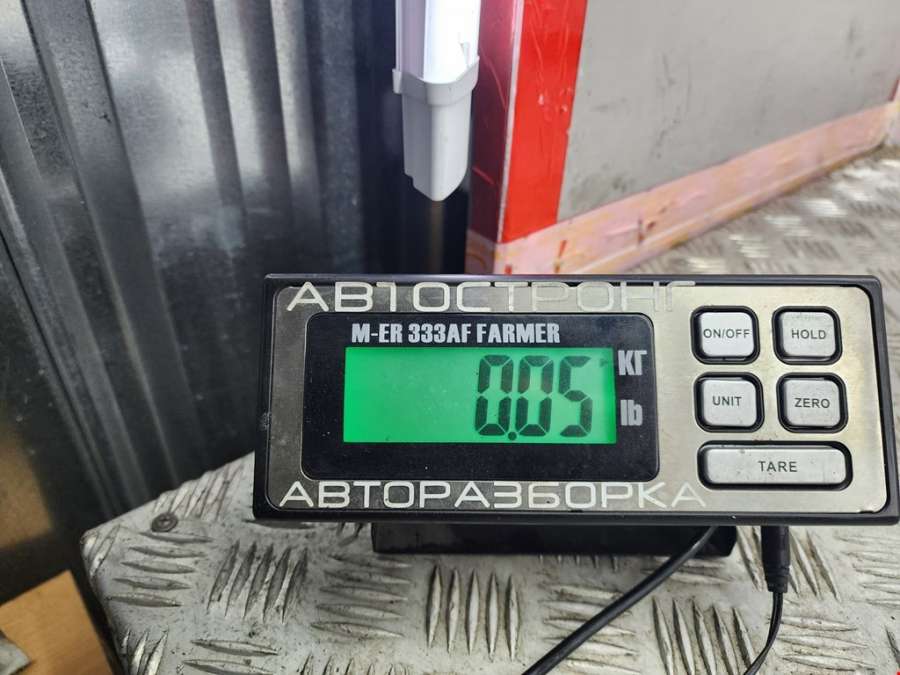 АВТОСТРОНГ
M-ER 333AF FARMER
0.05 КГ
lb
АВТОРАЗБОРКА
ON/OFF
HOLD
UNIT
ZERO
TARE